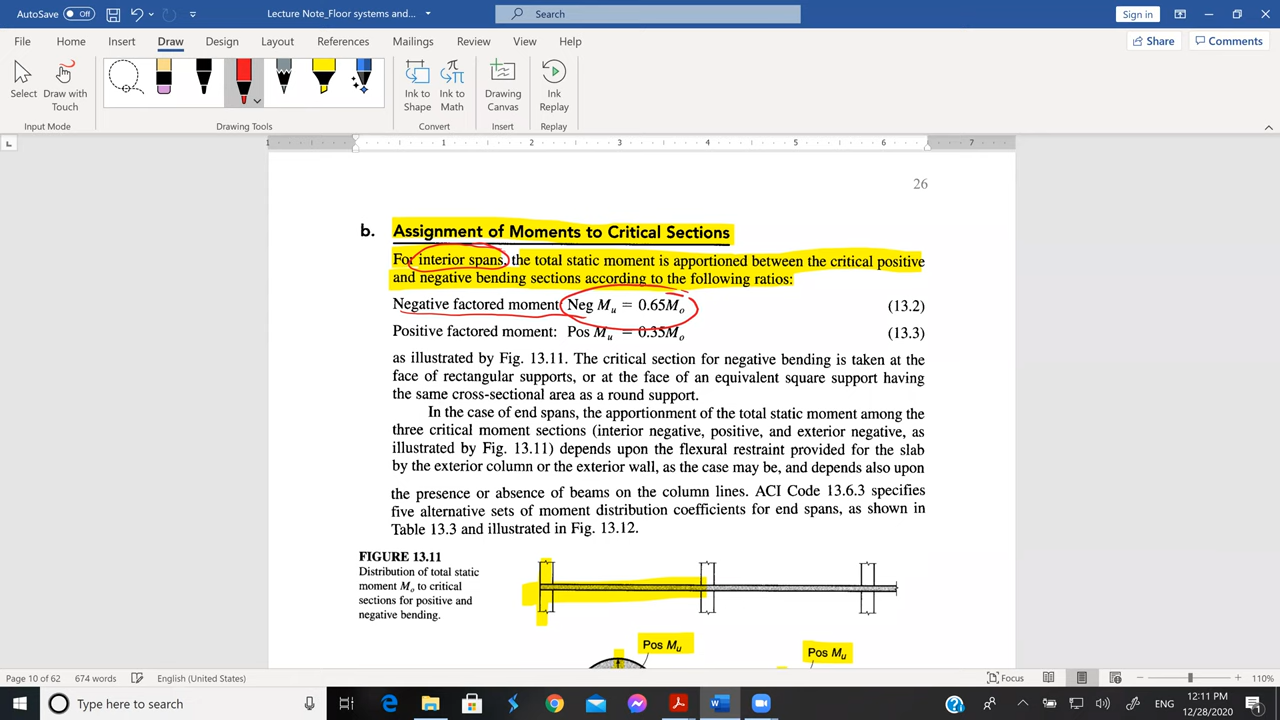 AutoSave Off Lecture Note_Floor systems and... Search Sign in
File Home Insert Draw Design Layout References Mailings Review View Help Share Comments
Select Draw with Touch Ink to Shape Ink to Math Drawing Canvas Ink Replay
Input Mode Drawing Tools Convert Insert Replay
1 1 2 3 4 5 6 7
26
b. Assignment of Moments to Critical Sections
For interior spans, the total static moment is apportioned between the critical positive
and negative bending sections according to the following ratios:
Negative factored moment: Neg Mu = 0.65Mo (13.2)
Positive factored moment: Pos Mu = 0.35Mo (13.3)
as illustrated by Fig. 13.11. The critical section for negative bending is taken at the
face of rectangular supports, or at the face of an equivalent square support having
the same cross-sectional area as a round support.
In the case of end spans, the apportionment of the total static moment among the
three critical moment sections (interior negative, positive, and exterior negative, as
illustrated by Fig. 13.11) depends upon the flexural restraint provided for the slab
by the exterior column or the exterior wall, as the case may be, and depends also upon
the presence or absence of beams on the column lines. ACI Code 13.6.3 specifies
five alternative sets of moment distribution coefficients for end spans, as shown in
Table 13.3 and illustrated in Fig. 13.12.
FIGURE 13.11
Distribution of total static
moment Mo to critical
sections for positive and
negative bending.
Pos Mu
Pos Mu
Page 10 of 62 674 words English (United States) Focus 110%
Type here to search 12:11 PM
12/28/2020